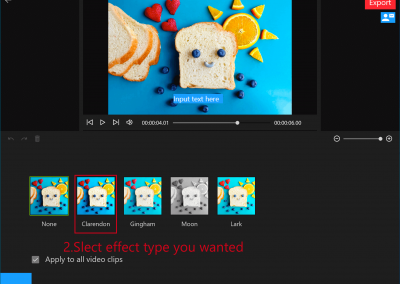 Export
Input text here
00:00:04.01
00:00:06.00
None
Clarendon
Gingham
Moon
Lark
2.Slect effect type you wanted
Apply to all video clips